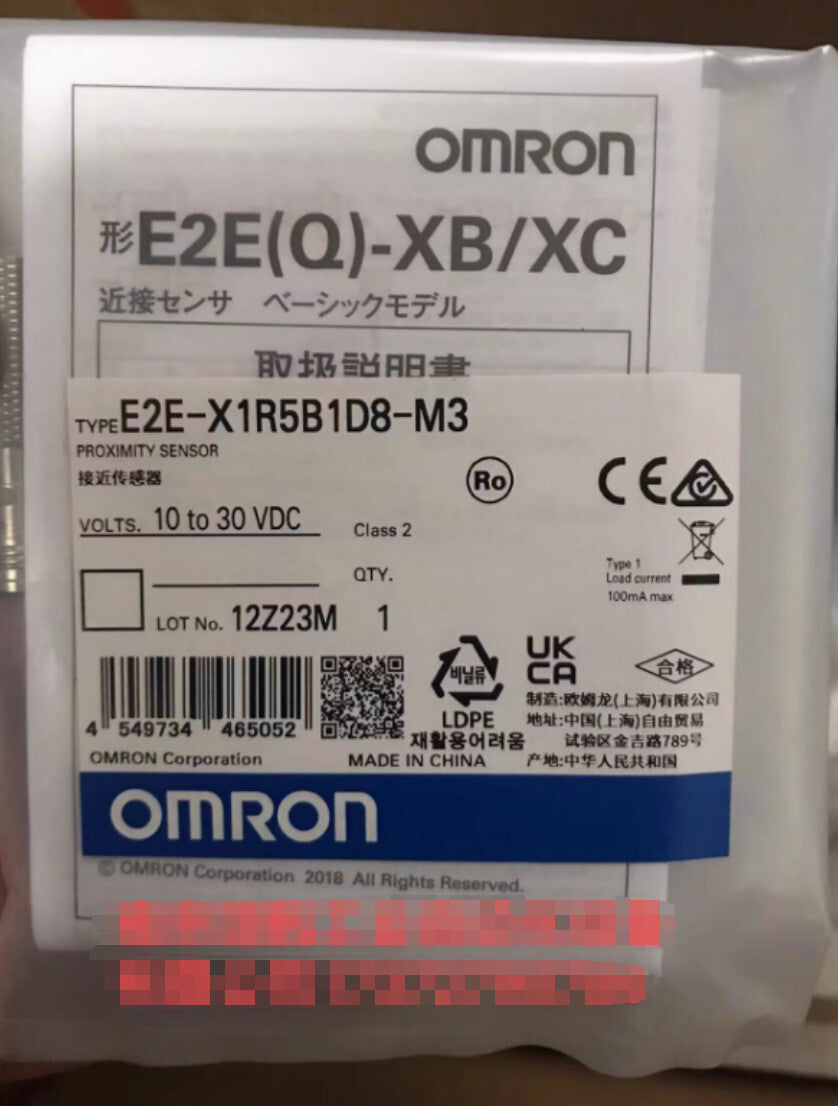 OMRON
形E2E(Q)-XB/XC
近接センサ ベーシックモデル
取扱説明書
TYPE E2E-X1R5B1D8-M3
PROXIMITY SENSOR
接近传感器
Ro
CE
VOLTS. 10 to 30 VDC
Class 2
Type 1
Load current
100mA max
QTY.
LOT No. 12Z23M 1
비닐류
LDPE
재활용어려움
UK
CA
合格
制造:欧姆龙(上海)有限公司
地址:中国(上海)自由贸易
试验区金吉路789号
产地:中华人民共和国
4 549734 465052
OMRON Corporation
MADE IN CHINA
OMRON
© OMRON Corporation 2018 All Rights Reserved.